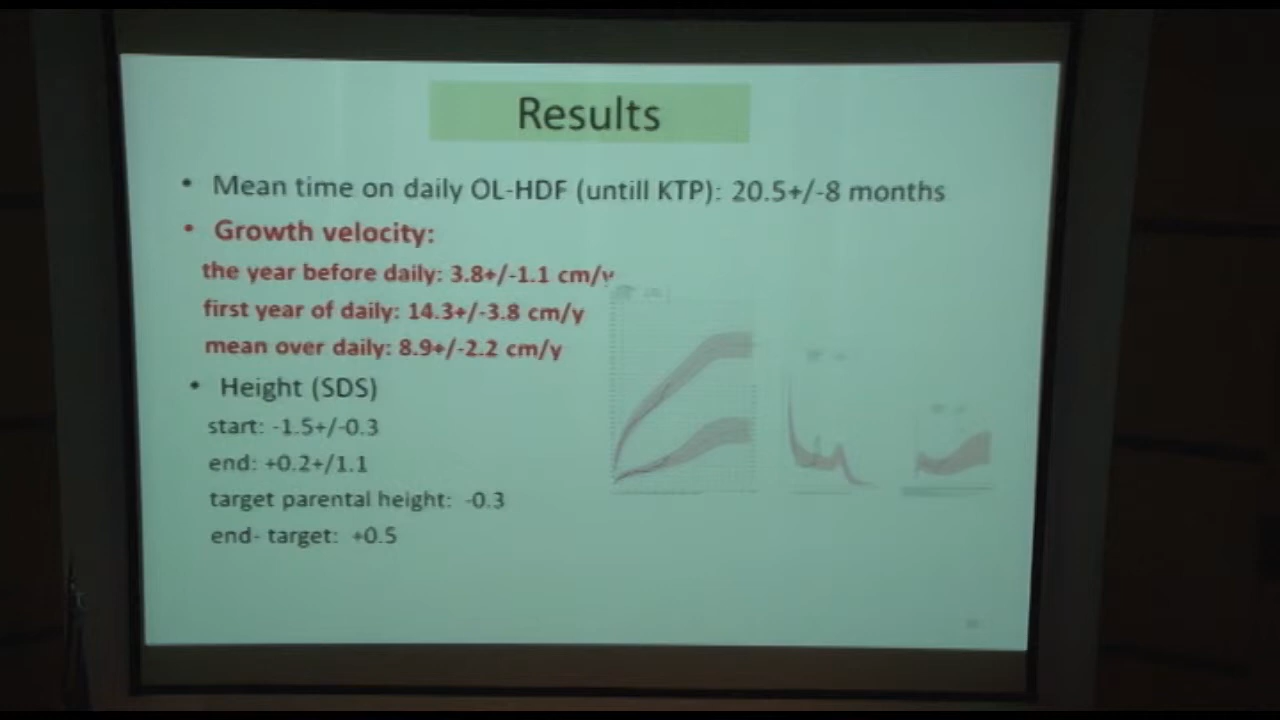 Results
• Mean time on daily OL-HDF (untill KTP): 20.5+/-8 months
• Growth velocity:
the year before daily: 3.8+/-1.1 cm/y
first year of daily: 14.3+/-3.8 cm/y
mean over daily: 8.9+/-2.2 cm/y
• Height (SDS)
start: -1.5+/-0.3
end: +0.2+/1.1
target parental height: -0.3
end- target: +0.5